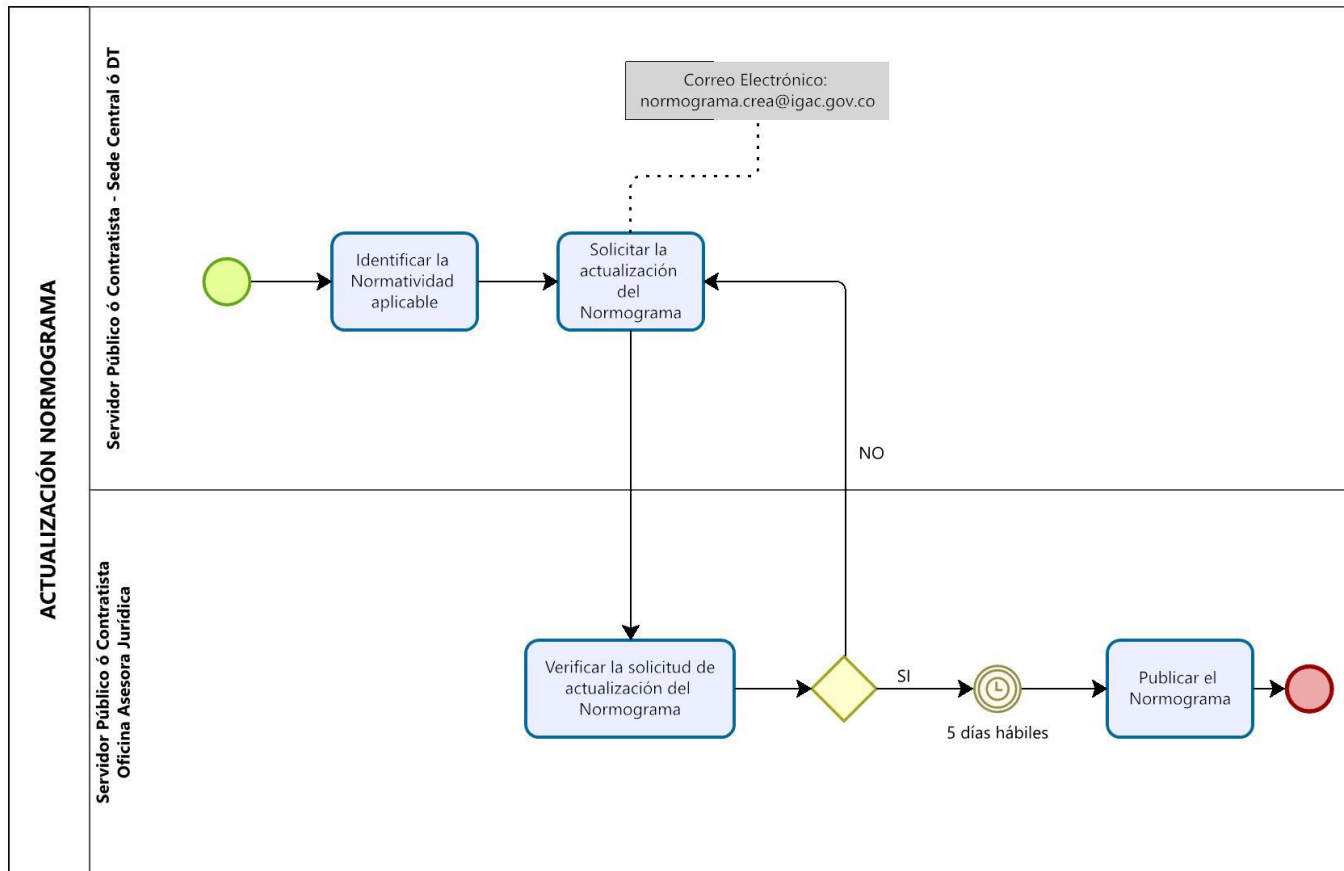 ACTUALIZACIÓN NORMOGRAMA
Servidor Público ó Contratista - Sede Central ó DT
Correo Electrónico:
normograma.crea@igac.gov.co
Identificar la
Normatividad
aplicable
Solicitar la
actualización
del
Normograma
NO
Servidor Público ó Contratista
Oficina Asesora Jurídica
Verificar la solicitud de
actualización del
Normograma
SI
5 días hábiles
Publicar el
Normograma